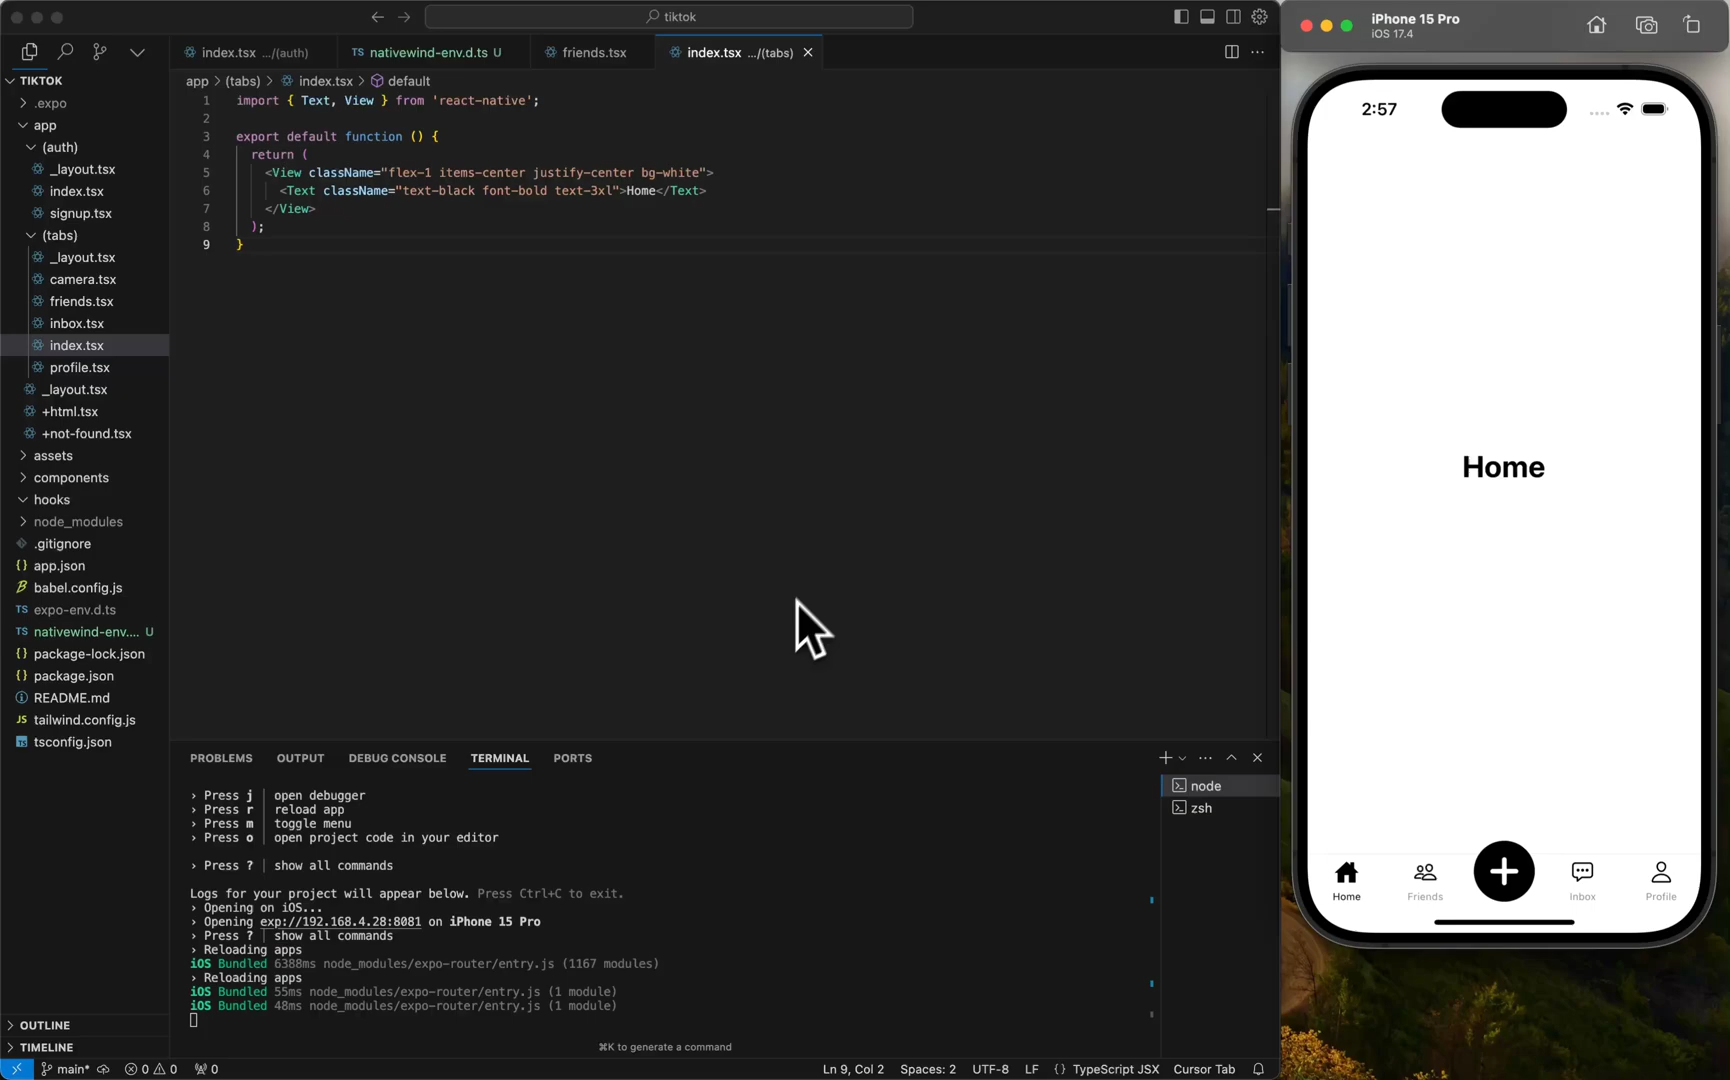 tiktok
iPhone 15 Pro
iOS 17.4
index.tsx .../(auth)
TS nativewind-env.d.ts U
friends.tsx
index.tsx .../(tabs)
TIKTOK
.expo
app
(auth)
_layout.tsx
index.tsx
signup.tsx
(tabs)
_layout.tsx
camera.tsx
friends.tsx
inbox.tsx
index.tsx
profile.tsx
_layout.tsx
+html.tsx
+not-found.tsx
assets
components
hooks
node_modules
.gitignore
{} app.json
babel.config.js
TS expo-env.d.ts
TS nativewind-env.... U
{} package-lock.json
{} package.json
README.md
JS tailwind.config.js
TS tsconfig.json
OUTLINE
TIMELINE
app > (tabs) > index.tsx > default
1 import { Text, View } from 'react-native';
2
3 export default function () {
4 return (
5 <View className="flex-1 items-center justify-center bg-white">
6 <Text className="text-black font-bold text-3xl">Home</Text>
7 </View>
8 );
9 }
PROBLEMS OUTPUT DEBUG CONSOLE TERMINAL PORTS
› Press j | open debugger
› Press r | reload app
› Press m | toggle menu
› Press o | open project code in your editor
› Press ? | show all commands
Logs for your project will appear below. Press Ctrl+C to exit.
› Opening on iOS...
› Opening exp://192.168.4.28:8081 on iPhone 15 Pro
› Press ? | show all commands
› Reloading apps
iOS Bundled 6388ms node_modules/expo-router/entry.js (1167 modules)
› Reloading apps
iOS Bundled 55ms node_modules/expo-router/entry.js (1 module)
iOS Bundled 48ms node_modules/expo-router/entry.js (1 module)
⌘K to generate a command
node
zsh
main* 0 0 0
Ln 9, Col 2 Spaces: 2 UTF-8 LF {} TypeScript JSX Cursor Tab
2:57
Home
Home Friends Inbox Profile